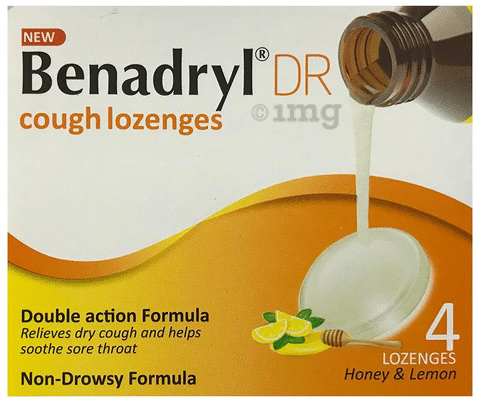 NEW
Benadryl® DR
©1mg
cough lozenges
Double action Formula
Relieves dry cough and helps
soothe sore throat
Non-Drowsy Formula
4
LOZENGES
Honey & Lemon